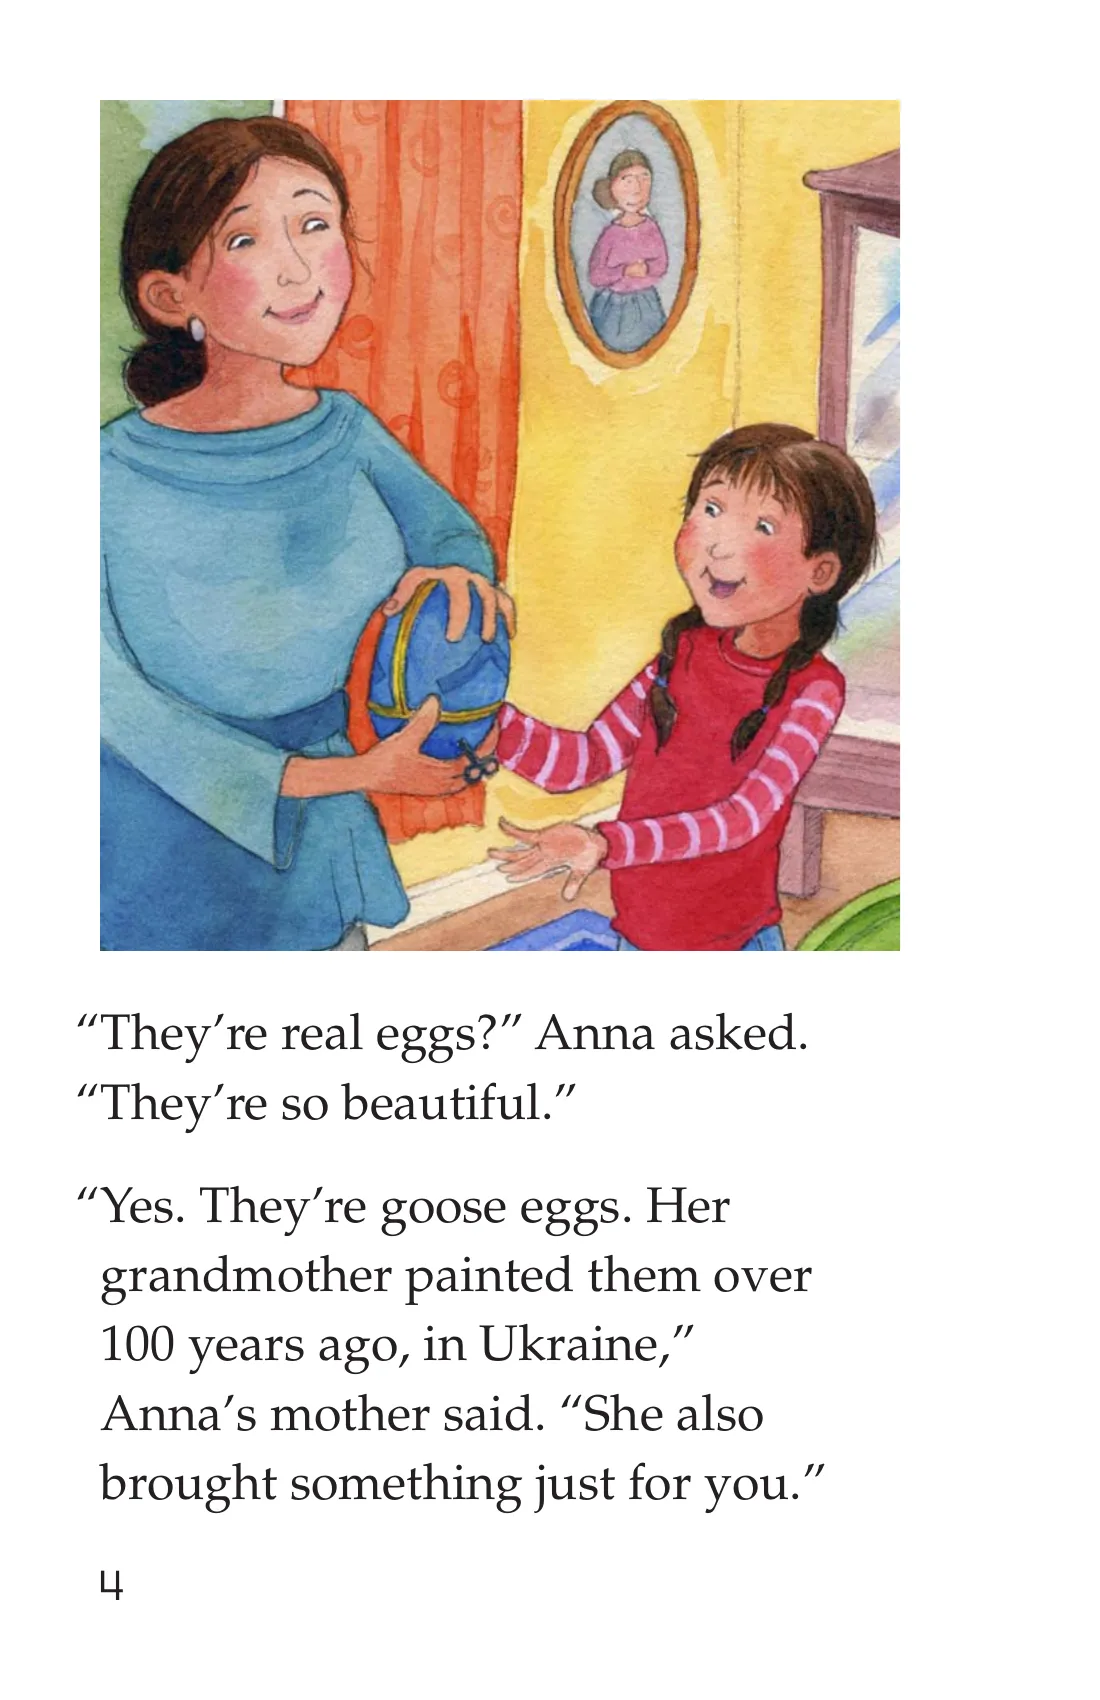 “They’re real eggs?” Anna asked.
“They’re so beautiful.”
“Yes. They’re goose eggs. Her
grandmother painted them over
100 years ago, in Ukraine,”
Anna’s mother said. “She also
brought something just for you.”
4